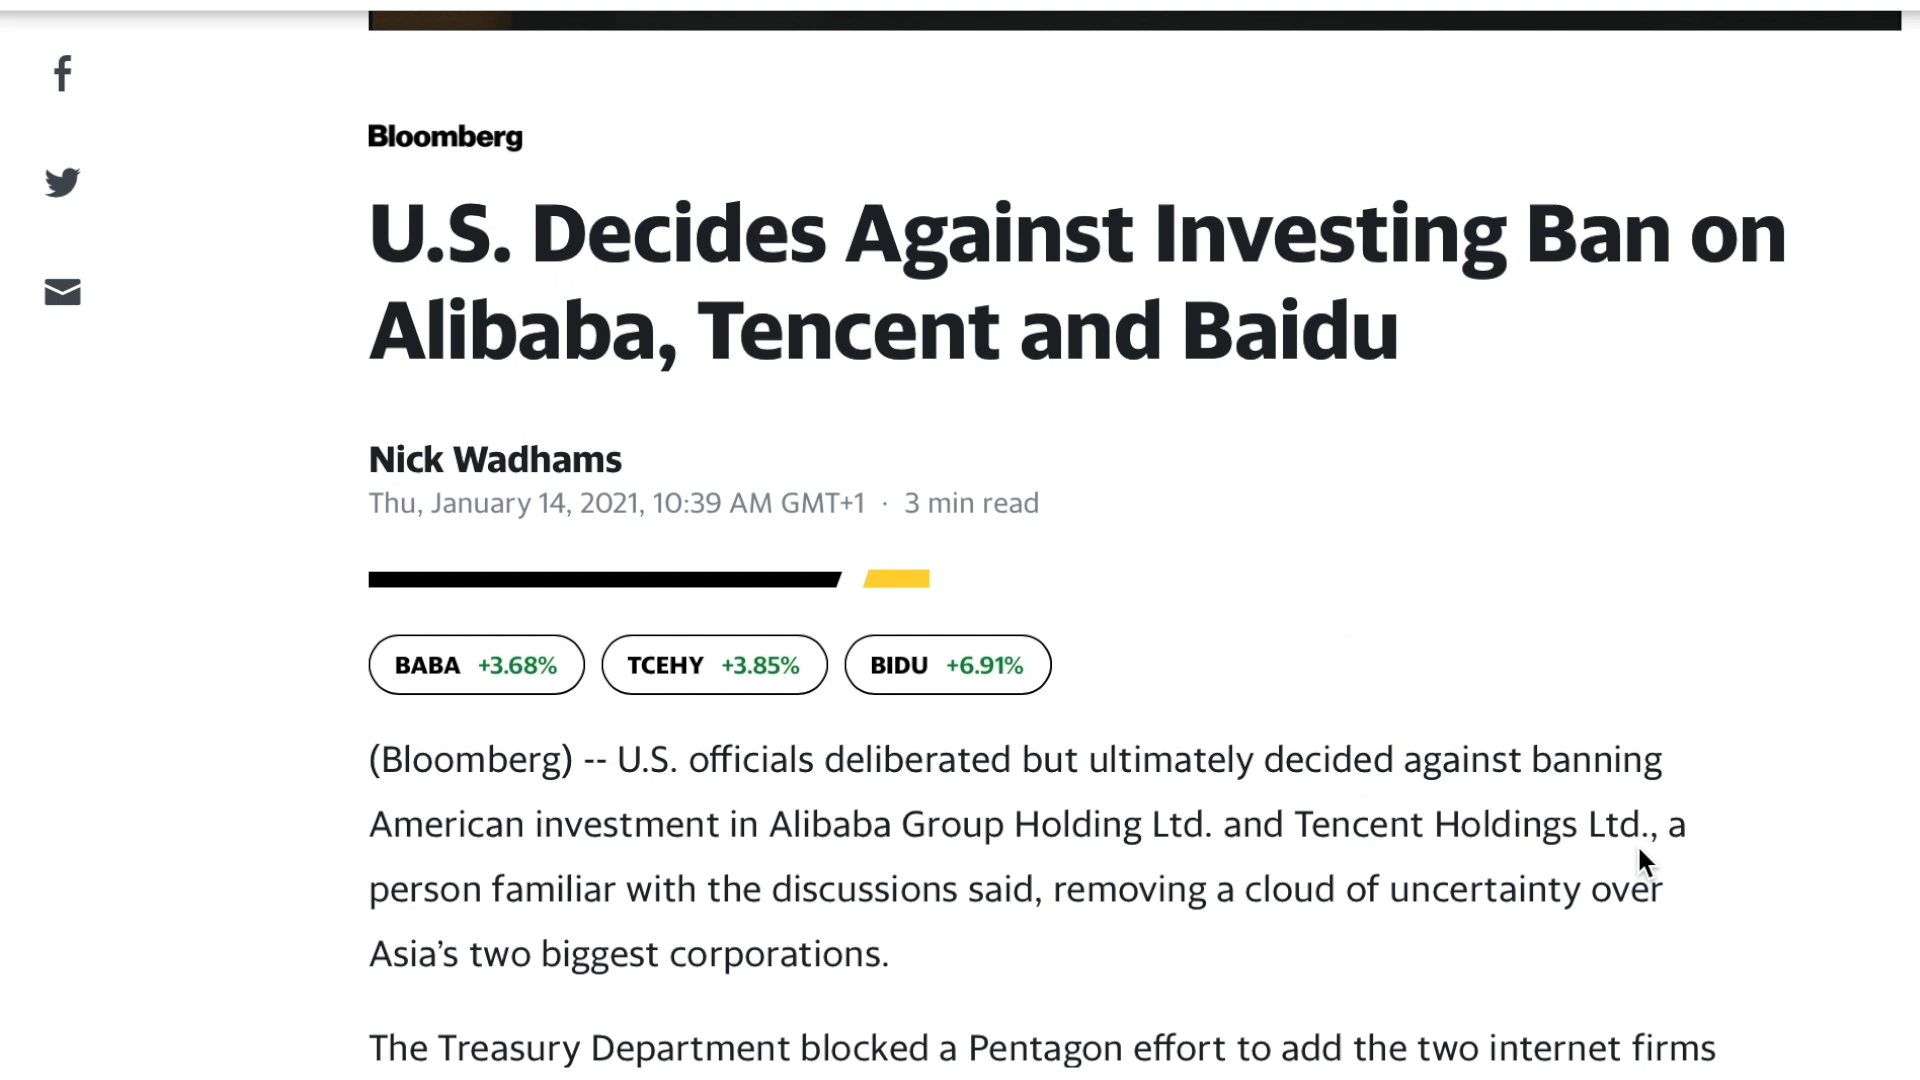 Bloomberg
U.S. Decides Against Investing Ban on
Alibaba, Tencent and Baidu
Nick Wadhams
Thu, January 14, 2021, 10:39 AM GMT+1 · 3 min read
BABA +3.68% TCEHY +3.85% BIDU +6.91%
(Bloomberg) -- U.S. officials deliberated but ultimately decided against banning
American investment in Alibaba Group Holding Ltd. and Tencent Holdings Ltd., a
person familiar with the discussions said, removing a cloud of uncertainty over
Asia’s two biggest corporations.
The Treasury Department blocked a Pentagon effort to add the two internet firms